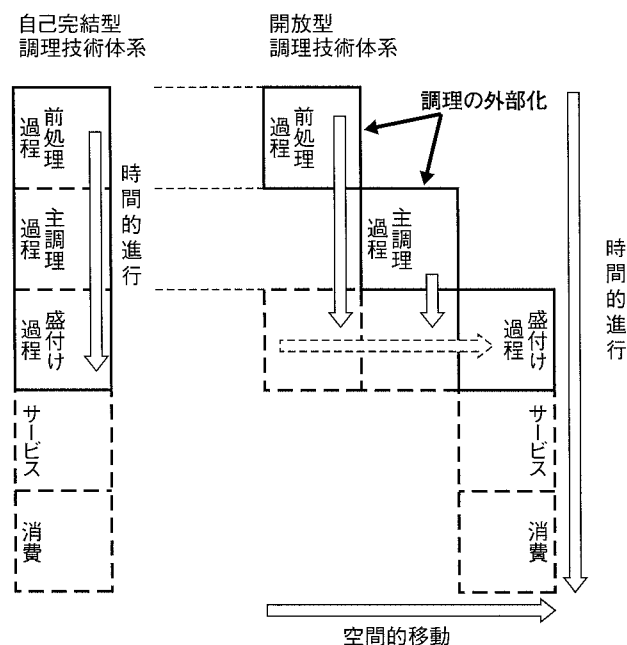 自己完結型
調理技術体系
開放型
調理技術体系
調理の外部化
前処理
過程
主調理
過程
盛付け
過程
サービス
消費
時間的進行
前処理
過程
主調理
過程
盛付け
過程
サービス
消費
時間的進行
空間的移動